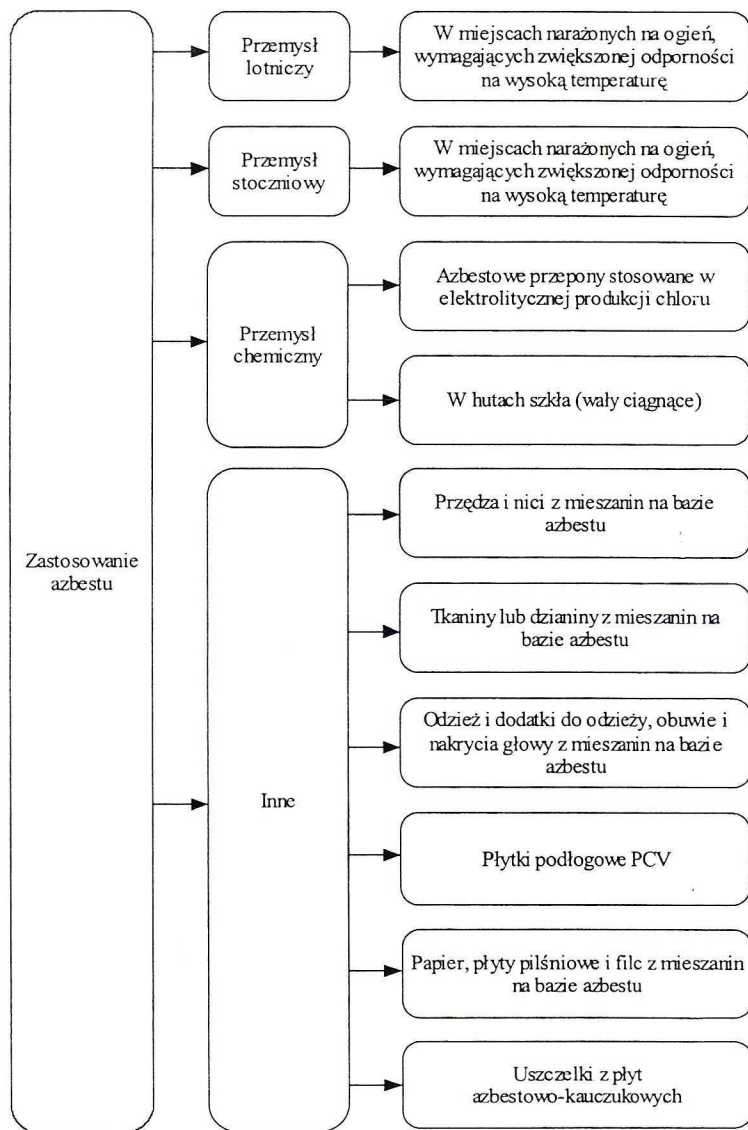 Zastosowanie
azbestu
Przemysł
lotniczy
W miejscach narażonych na ogień,
wymagających zwiększonej odporności
na wysoką temperaturę
Przemysł
stoczniowy
W miejscach narażonych na ogień,
wymagających zwiększonej odporności
na wysoką temperaturę
Przemysł
chemiczny
Azbestowe przepony stosowane w
elektrolitycznej produkcji chloru
W hutach szkła (wały ciągnące)
Inne
Przędza i nici z mieszanin na bazie
azbestu
Tkaniny lub dzianiny z mieszanin na
bazie azbestu
Odzież i dodatki do odzieży, obuwie i
nakrycia głowy z mieszanin na bazie
azbestu
Płytki podłogowe PCV
Papier, płyty pilśniowe i filc z mieszanin
na bazie azbestu
Uszczelki z płyt
azbestowo-kauczukowych